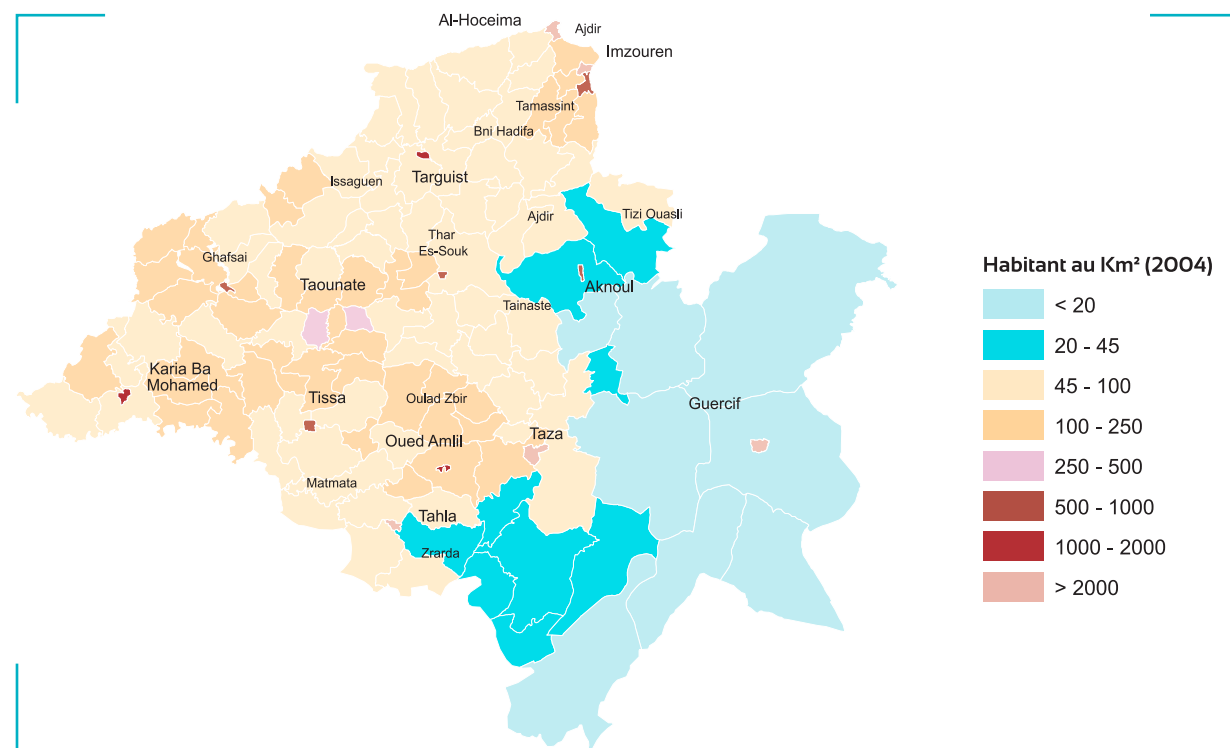 Al-Hoceima
Ajdir
Imzouren
Tamassint
Bni Hadifa
Issaguen
Targuist
Ajdir
Tizi Ouasli
Thar
Es-Souk
Ghafsai
Taounate
Aknoul
Tainaste
Karia Ba
Mohamed
Tissa
Oulad Zbir
Guercif
Oued Amlil
Taza
Matmata
Tahla
Zrarda
Habitant au Km² (2004)
< 20
20 - 45
45 - 100
100 - 250
250 - 500
500 - 1000
1000 - 2000
> 2000